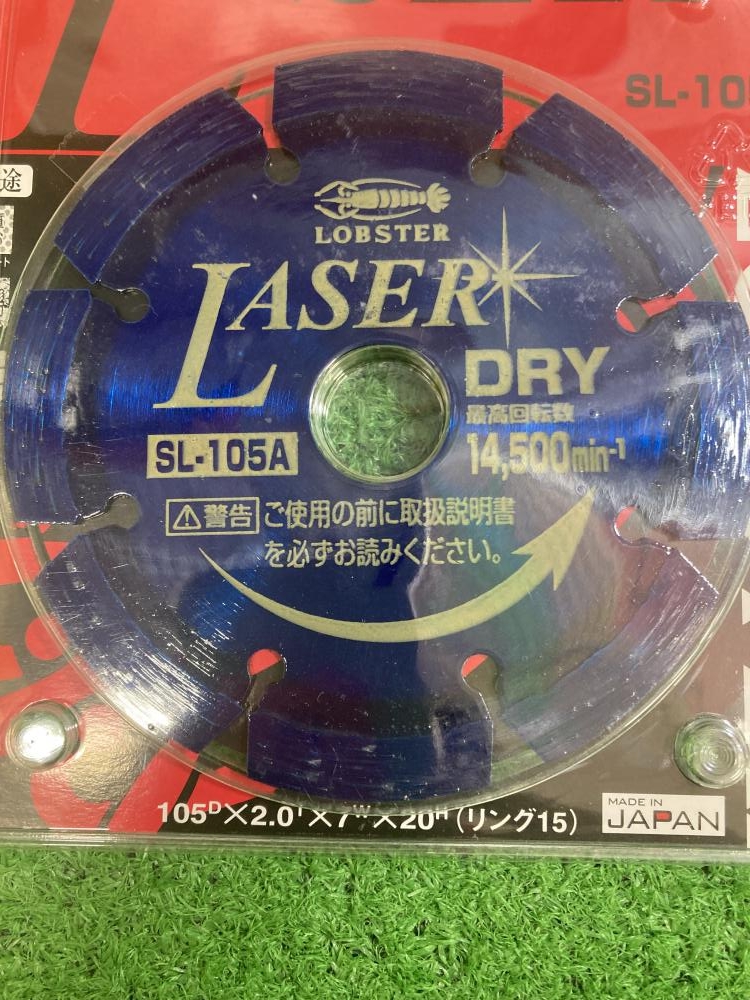 SL-10
途
LOBSTER
LASER
DRY
最高回転数
14,500min-1
SL-105A
⚠警告 ご使用の前に取扱説明書
を必ずお読みください。
105ᴰ×2.0ᵀ×7ᵂ×20ᴴ(リング15)
MADE IN
JAPAN